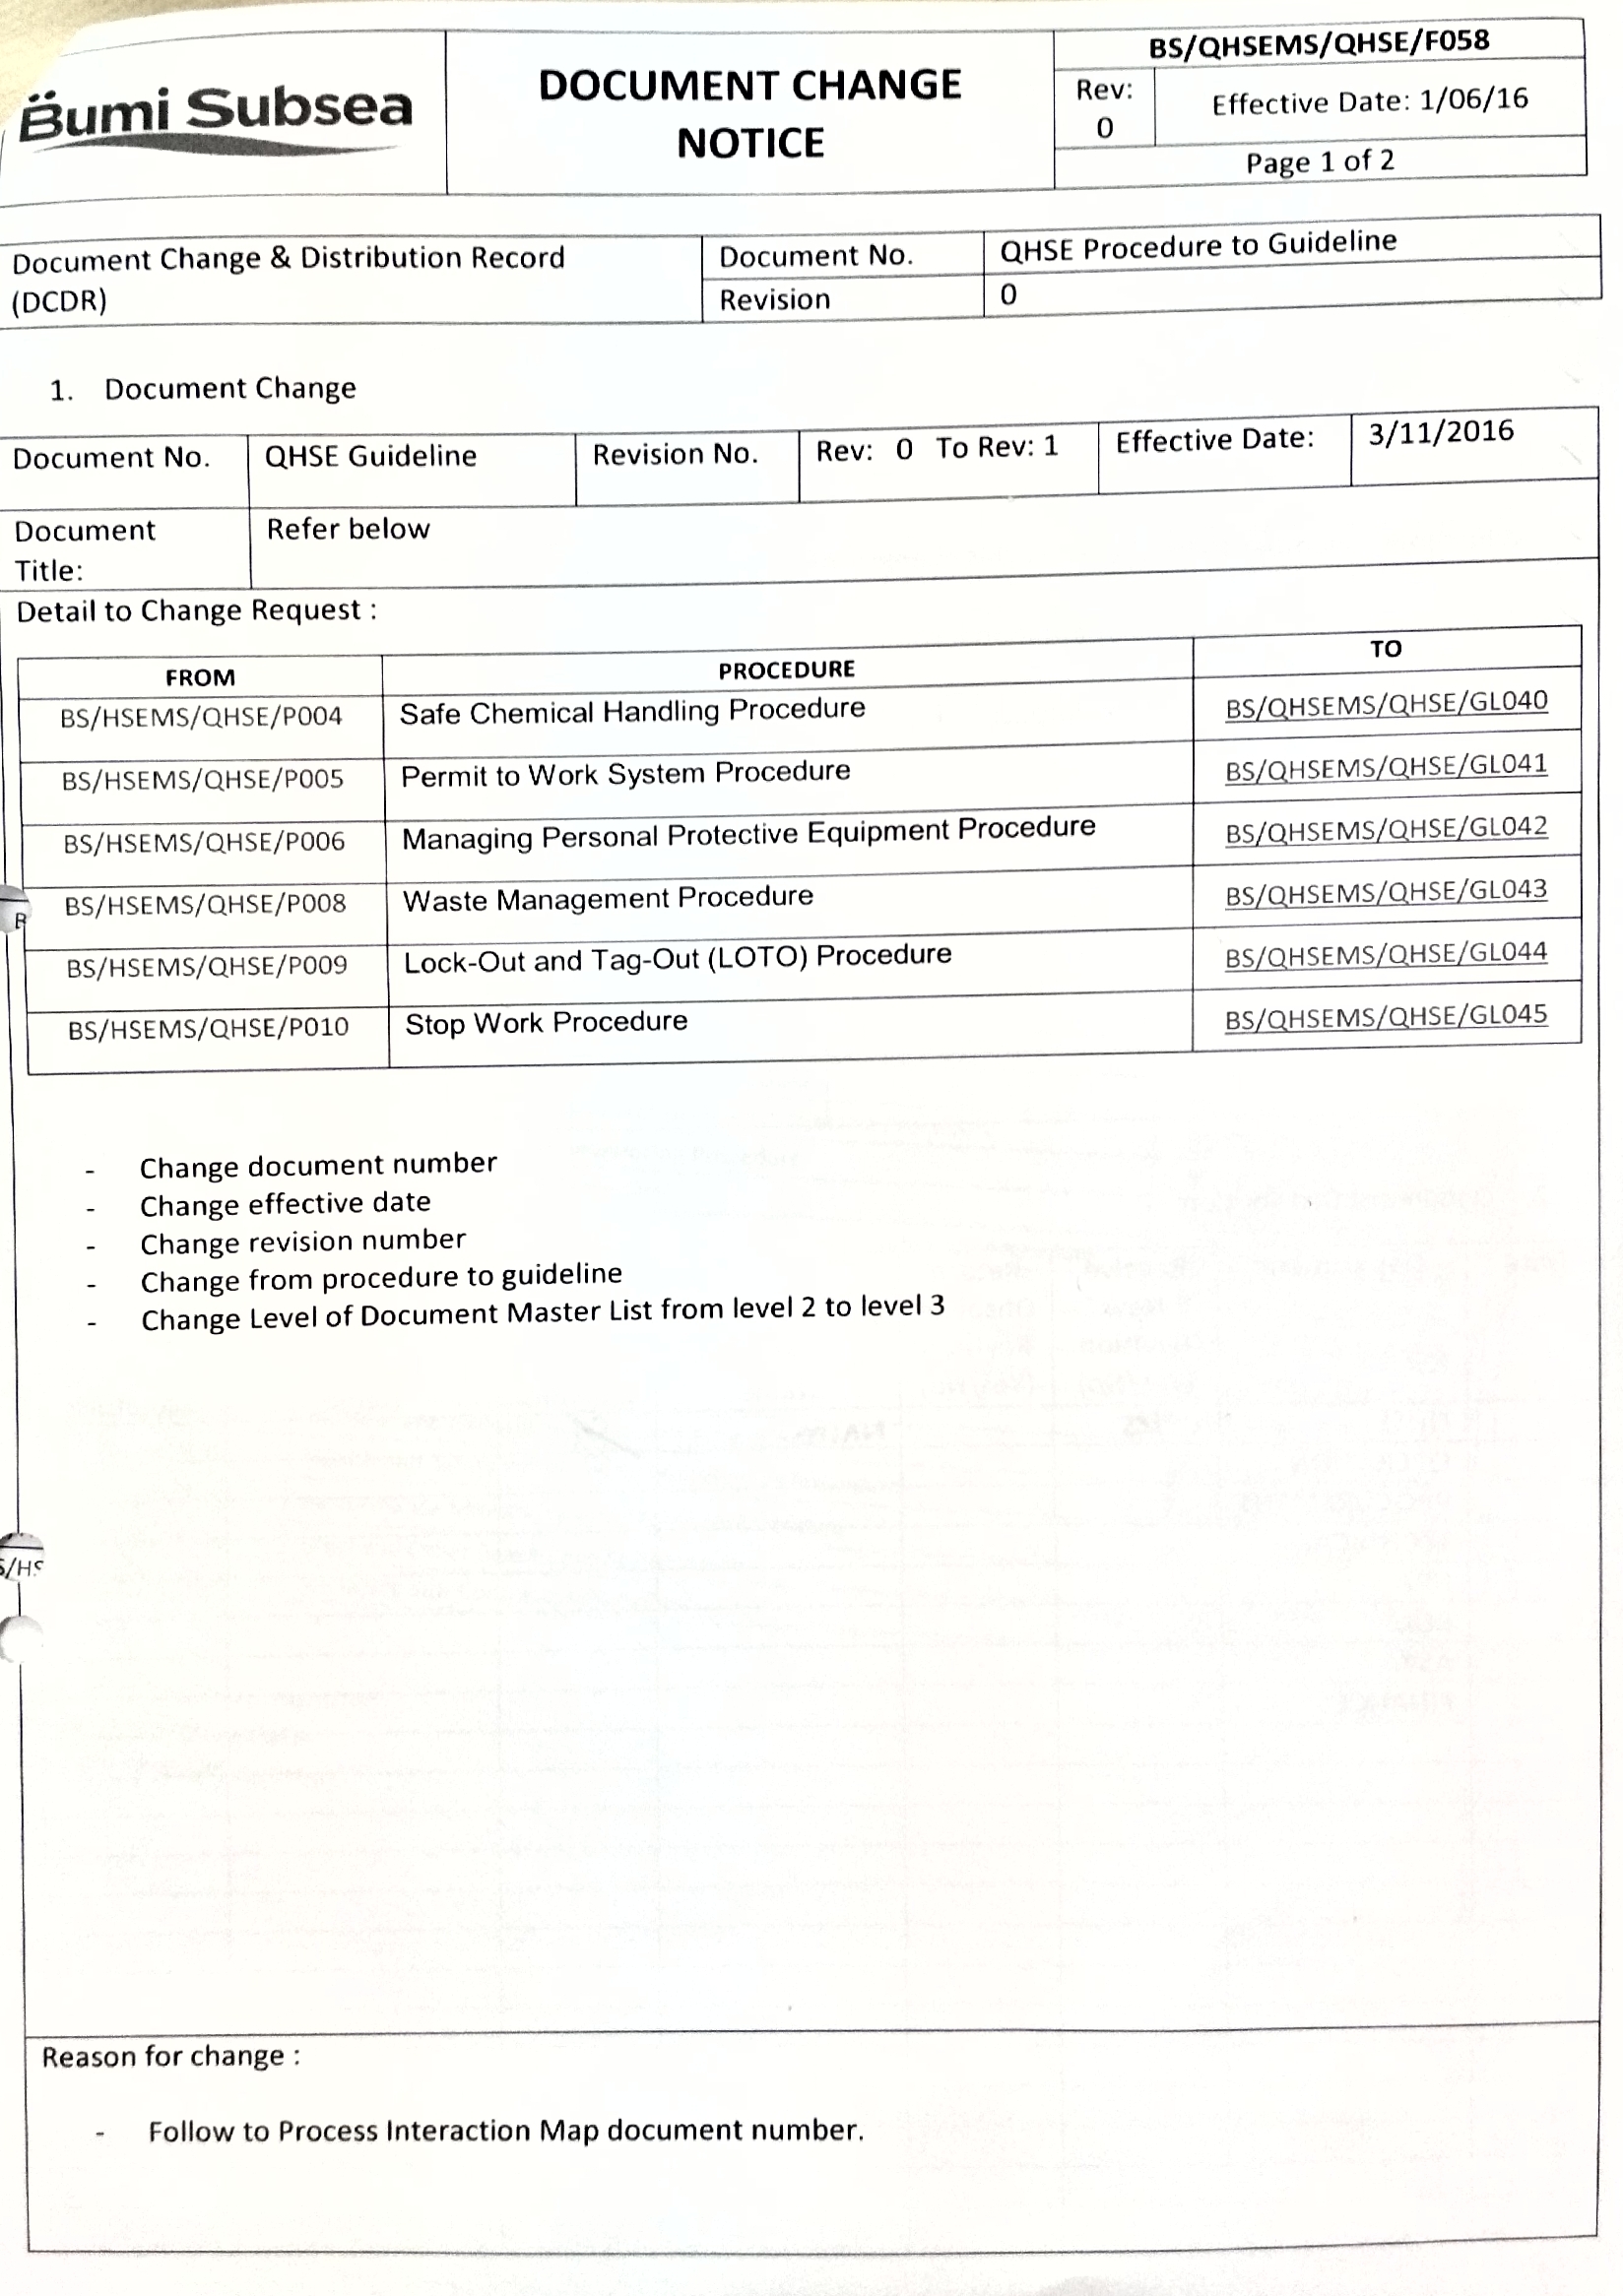 Bumi Subsea
DOCUMENT CHANGE
NOTICE
BS/QHSEMS/QHSE/F058
Rev:
0
Effective Date: 1/06/16
Page 1 of 2
Document Change & Distribution Record
(DCDR)
Document No.
QHSE Procedure to Guideline
Revision
0
1. Document Change
Document No.
QHSE Guideline
Revision No.
Rev: 0 To Rev: 1
Effective Date:
3/11/2016
Document
Title:
Refer below
Detail to Change Request :
FROM PROCEDURE TO
BS/HSEMS/QHSE/P004 Safe Chemical Handling Procedure BS/QHSEMS/QHSE/GL040
BS/HSEMS/QHSE/P005 Permit to Work System Procedure BS/QHSEMS/QHSE/GL041
BS/HSEMS/QHSE/P006 Managing Personal Protective Equipment Procedure BS/QHSEMS/QHSE/GL042
BS/HSEMS/QHSE/P008 Waste Management Procedure BS/QHSEMS/QHSE/GL043
BS/HSEMS/QHSE/P009 Lock-Out and Tag-Out (LOTO) Procedure BS/QHSEMS/QHSE/GL044
BS/HSEMS/QHSE/P010 Stop Work Procedure BS/QHSEMS/QHSE/GL045
- Change document number
- Change effective date
- Change revision number
- Change from procedure to guideline
- Change Level of Document Master List from level 2 to level 3
S/HS
Reason for change :
- Follow to Process Interaction Map document number.